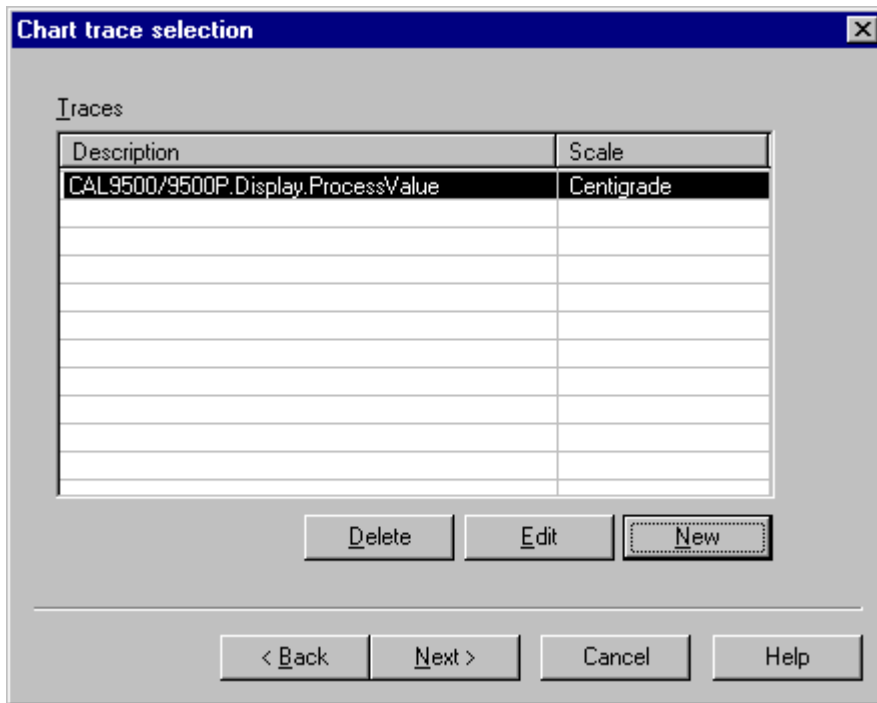 Chart trace selection
Traces
Description Scale
CAL9500/9500P.Display.ProcessValue Centigrade
Delete Edit New
< Back Next > Cancel Help